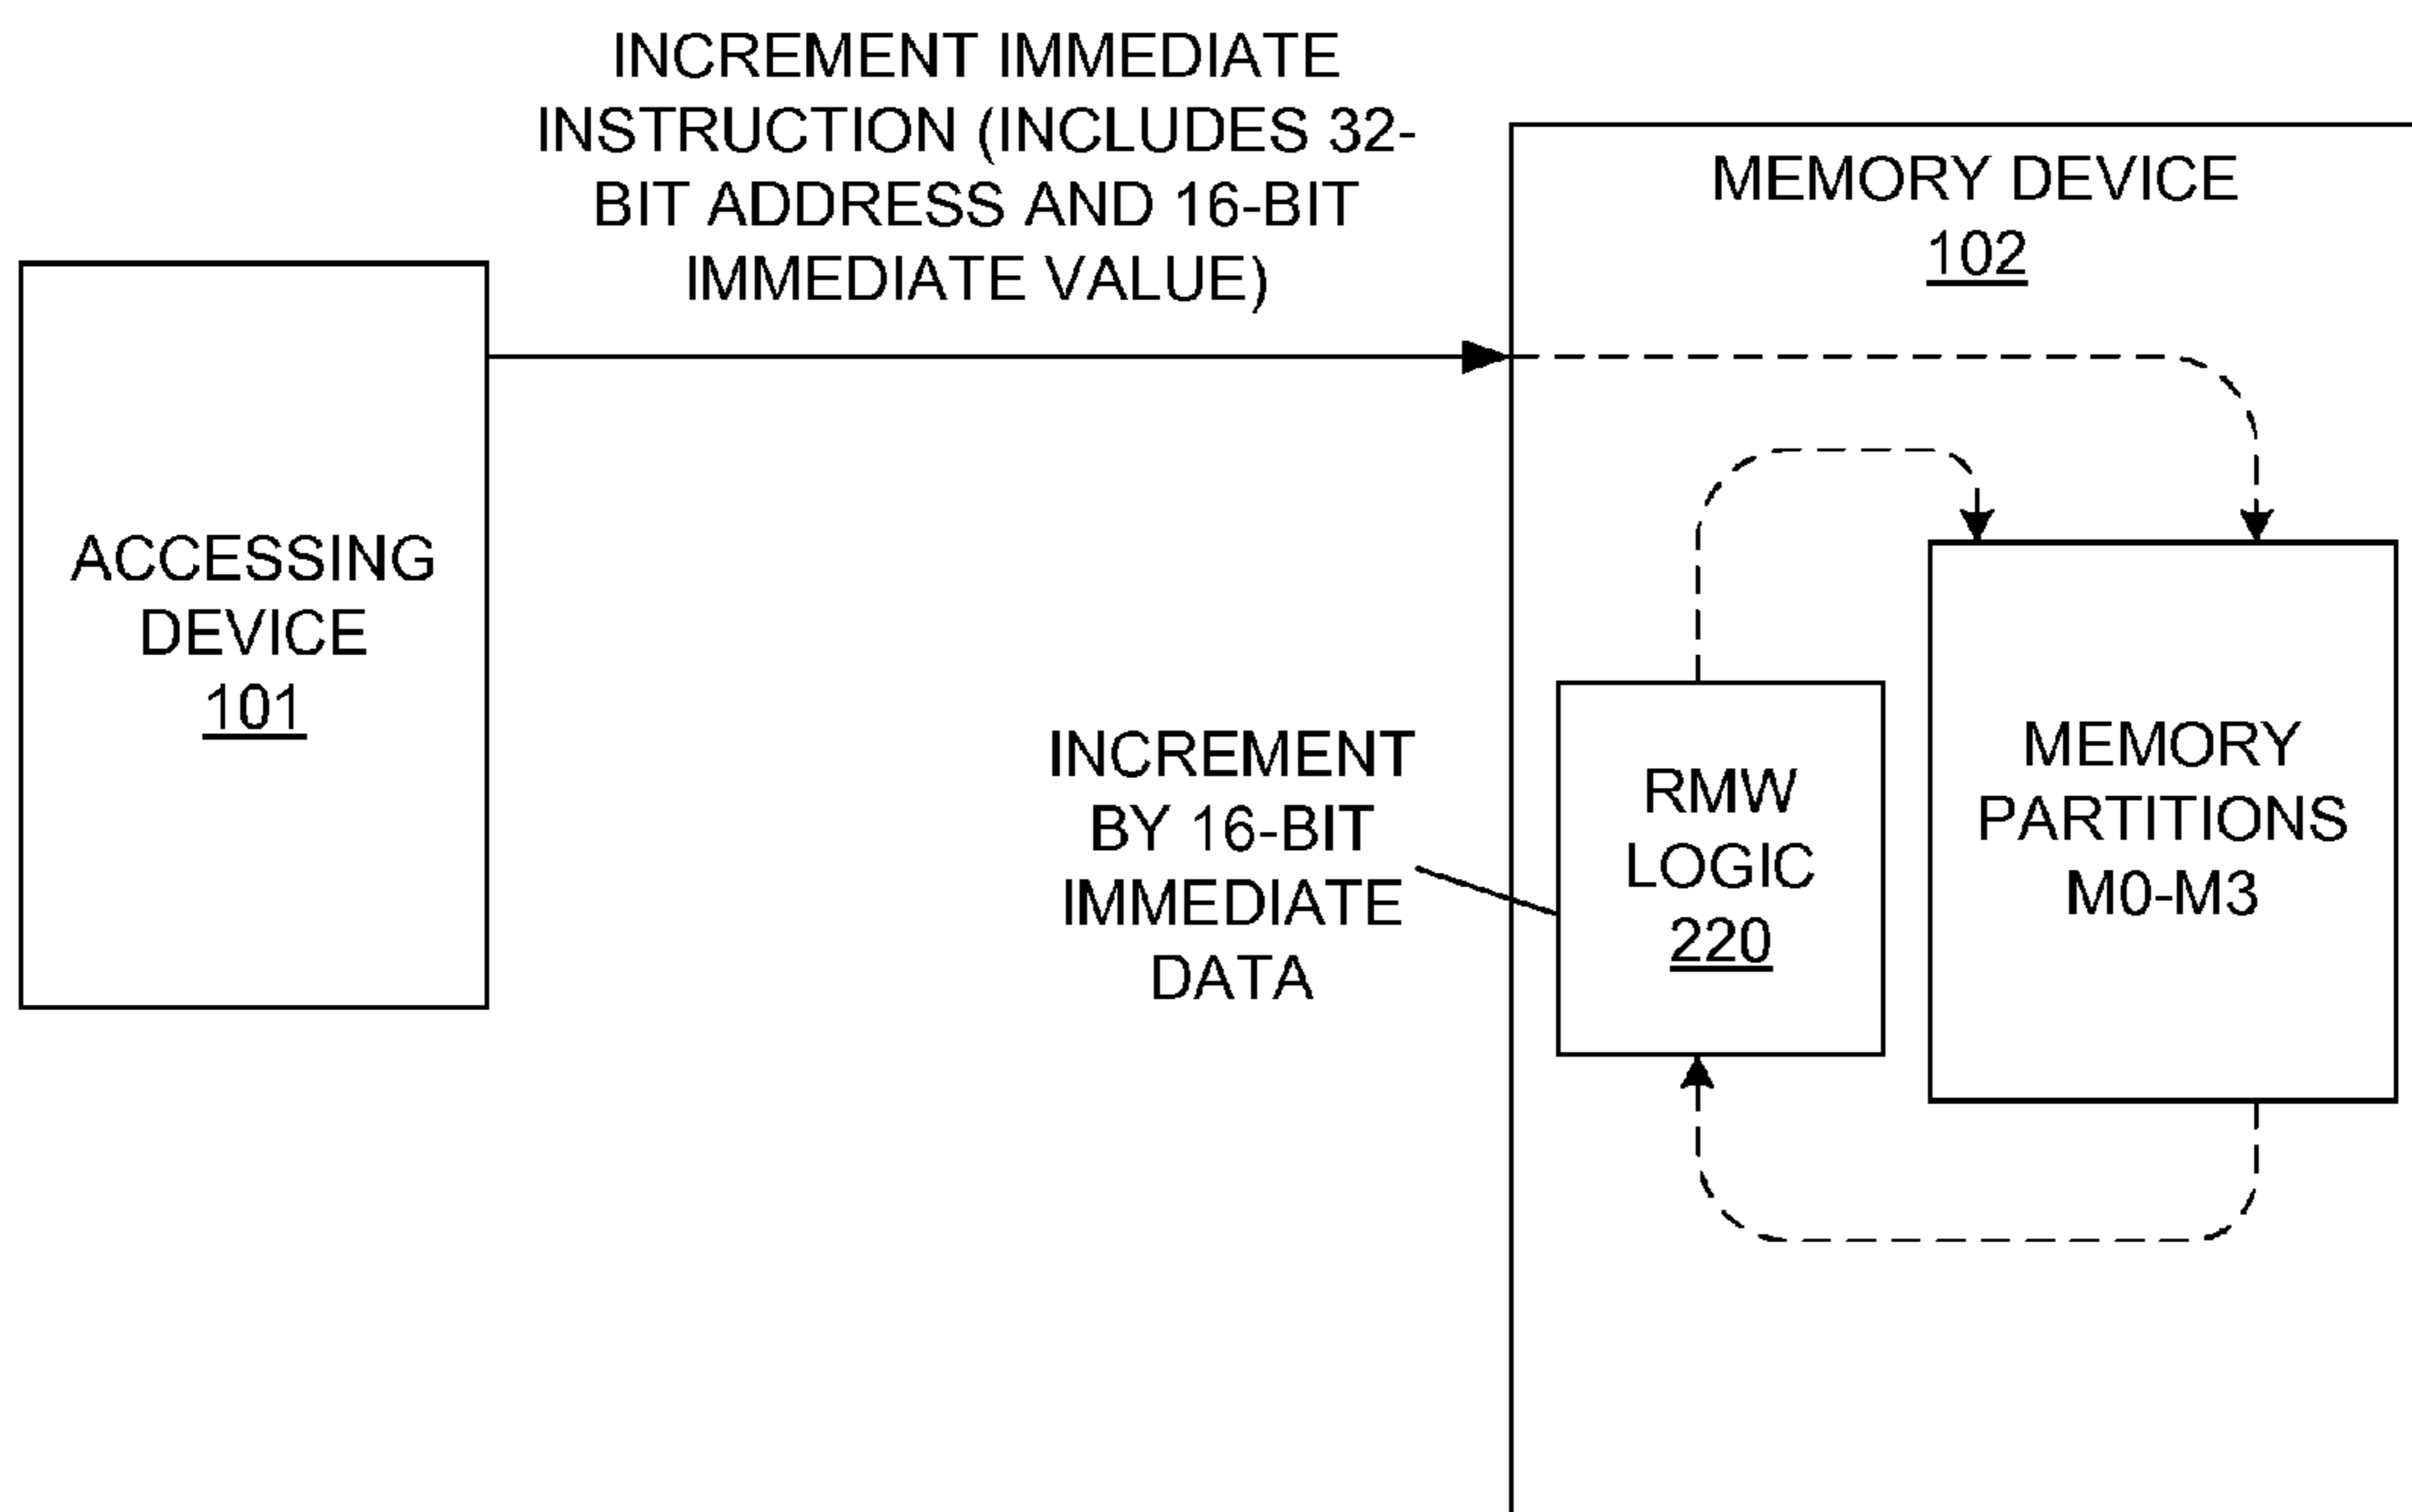 INCREMENT IMMEDIATE
INSTRUCTION (INCLUDES 32-
BIT ADDRESS AND 16-BIT
IMMEDIATE VALUE)
MEMORY DEVICE
102
ACCESSING
DEVICE
101
INCREMENT
BY 16-BIT
IMMEDIATE
DATA
RMW
LOGIC
220
MEMORY
PARTITIONS
M0-M3